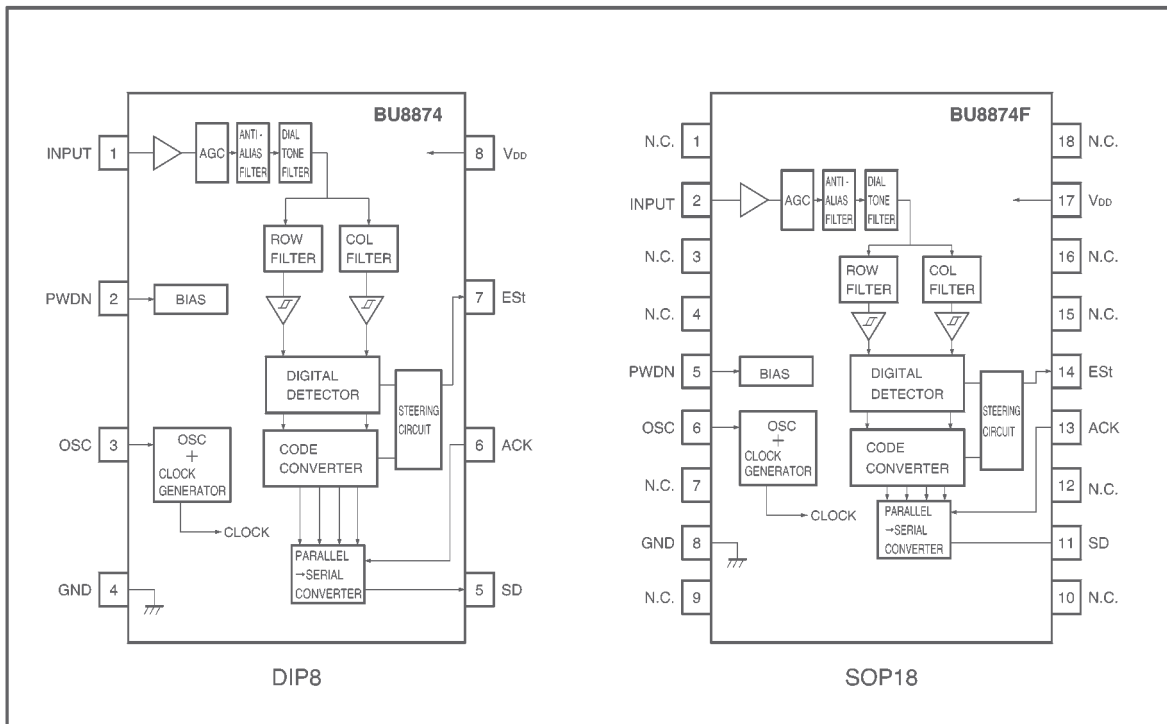 BU8874
INPUT
1
AGC
ANTI-
ALIAS
FILTER
DIAL
TONE
FILTER
8
VDD
ROW
FILTER
COL
FILTER
PWDN
2
BIAS
7
ESt
DIGITAL
DETECTOR
STEERING
CIRCUIT
OSC
3
OSC
+
CLOCK
GENERATOR
CODE
CONVERTER
6
ACK
CLOCK
PARALLEL
→SERIAL
CONVERTER
GND
4
5
SD
DIP8
BU8874F
N.C.
1
18
N.C.
INPUT
2
AGC
ANTI-
ALIAS
FILTER
DIAL
TONE
FILTER
17
VDD
N.C.
3
ROW
FILTER
COL
FILTER
16
N.C.
N.C.
4
15
N.C.
PWDN
5
BIAS
DIGITAL
DETECTOR
14
ESt
STEERING
CIRCUIT
OSC
6
OSC
+
CLOCK
GENERATOR
CODE
CONVERTER
13
ACK
N.C.
7
12
N.C.
CLOCK
PARALLEL
→SERIAL
CONVERTER
GND
8
11
SD
N.C.
9
10
N.C.
SOP18